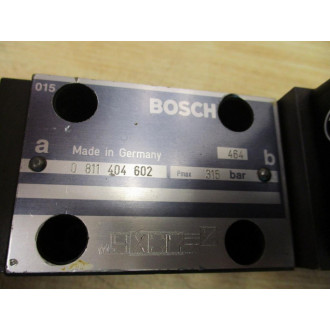 015
BOSCH
a
Made in Germany
464
b
0 811 404 602
Pmax
315 bar